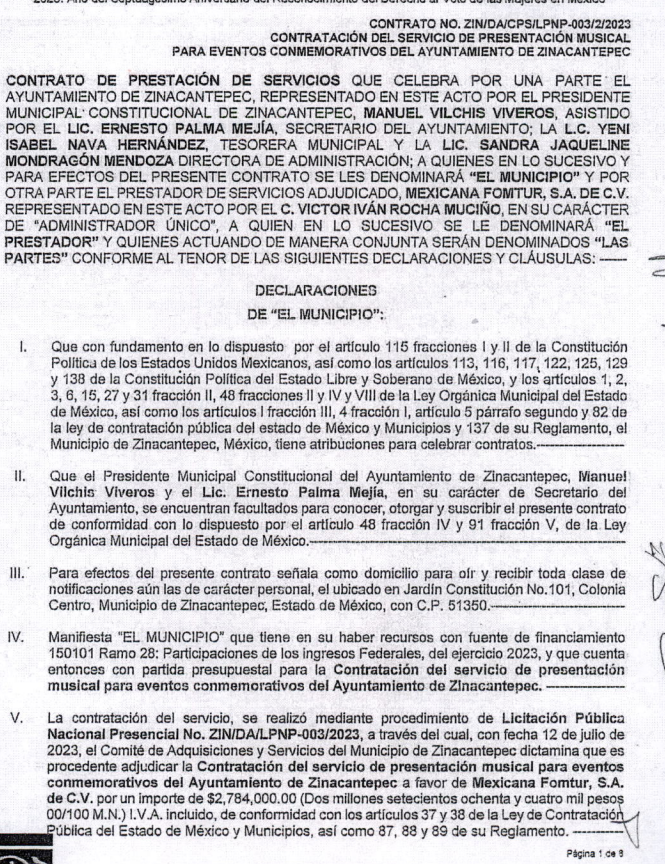 2023. Año del Septuagésimo Aniversario del Reconocimiento del Derecho al Voto de las Mujeres en México
CONTRATO NO. ZIN/DA/CPS/LPNP-003/2/2023
CONTRATACIÓN DEL SERVICIO DE PRESENTACIÓN MUSICAL
PARA EVENTOS CONMEMORATIVOS DEL AYUNTAMIENTO DE ZINACANTEPEC
CONTRATO DE PRESTACIÓN DE SERVICIOS QUE CELEBRA POR UNA PARTE EL
AYUNTAMIENTO DE ZINACANTEPEC, REPRESENTADO EN ESTE ACTO POR EL PRESIDENTE
MUNICIPAL CONSTITUCIONAL DE ZINACANTEPEC, MANUEL VILCHIS VIVEROS, ASISTIDO
POR EL LIC. ERNESTO PALMA MEJÍA, SECRETARIO DEL AYUNTAMIENTO; LA L.C. YENI
ISABEL NAVA HERNÁNDEZ, TESORERA MUNICIPAL Y LA LIC. SANDRA JAQUELINE
MONDRAGÓN MENDOZA DIRECTORA DE ADMINISTRACIÓN; A QUIENES EN LO SUCESIVO Y
PARA EFECTOS DEL PRESENTE CONTRATO SE LES DENOMINARÁ "EL MUNICIPIO" Y POR
OTRA PARTE EL PRESTADOR DE SERVICIOS ADJUDICADO, MEXICANA FOMTUR, S.A. DE C.V.
REPRESENTADO EN ESTE ACTO POR EL C. VICTOR IVÁN ROCHA MUCIÑO, EN SU CARÁCTER
DE "ADMINISTRADOR ÚNICO", A QUIEN EN LO SUCESIVO SE LE DENOMINARÁ "EL
PRESTADOR" Y QUIENES ACTUANDO DE MANERA CONJUNTA SERÁN DENOMINADOS "LAS
PARTES" CONFORME AL TENOR DE LAS SIGUIENTES DECLARACIONES Y CLÁUSULAS: ------
DECLARACIONES
DE "EL MUNICIPIO":
I. Que con fundamento en lo dispuesto por el artículo 115 fracciones I y II de la Constitución
Política de los Estados Unidos Mexicanos, así como los artículos 113, 116, 117, 122, 125, 129
y 138 de la Constitución Política del Estado Libre y Soberano de México, y los artículos 1, 2,
3, 6, 15, 27 y 31 fracción II, 48 fracciones II y IV y VIII de la Ley Orgánica Municipal del Estado
de México, así como los artículos I fracción III, 4 fracción I, artículo 5 párrafo segundo y 82 de
la ley de contratación pública del estado de México y Municipios y 137 de su Reglamento, el
Municipio de Zinacantepec, México, tiene atribuciones para celebrar contratos.------------------
II. Que el Presidente Municipal Constitucional del Ayuntamiento de Zinacantepec, Manuel
Vilchis Viveros y el Lic. Ernesto Palma Mejía, en su carácter de Secretario del
Ayuntamiento, se encuentran facultados para conocer, otorgar y suscribir el presente contrato
de conformidad con lo dispuesto por el artículo 48 fracción IV y 91 fracción V, de la Ley
Orgánica Municipal del Estado de México.----------------------------------------------------------------
III. Para efectos del presente contrato señala como domicilio para oír y recibir toda clase de
notificaciones aún las de carácter personal, el ubicado en Jardín Constitución No.101, Colonia
Centro, Municipio de Zinacantepec, Estado de México, con C.P. 51350.---------------------------
IV. Manifiesta "EL MUNICIPIO" que tiene en su haber recursos con fuente de financiamiento
150101 Ramo 28: Participaciones de los ingresos Federales, del ejercicio 2023, y que cuenta
entonces con partida presupuestal para la Contratación del servicio de presentación
musical para eventos conmemorativos del Ayuntamiento de Zinacantepec. ----------------
V. La contratación del servicio, se realizó mediante procedimiento de Licitación Pública
Nacional Presencial No. ZIN/DA/LPNP-003/2023, a través del cual, con fecha 12 de julio de
2023, el Comité de Adquisiciones y Servicios del Municipio de Zinacantepec dictamina que es
procedente adjudicar la Contratación del servicio de presentación musical para eventos
conmemorativos del Ayuntamiento de Zinacantepec a favor de Mexicana Fomtur, S.A.
de C.V. por un importe de $2,784,000.00 (Dos millones setecientos ochenta y cuatro mil pesos
00/100 M.N.) I.V.A. incluido, de conformidad con los artículos 37 y 38 de la Ley de Contratación
Pública del Estado de México y Municipios, así como 87, 88 y 89 de su Reglamento. -----------
Página 1 de 8